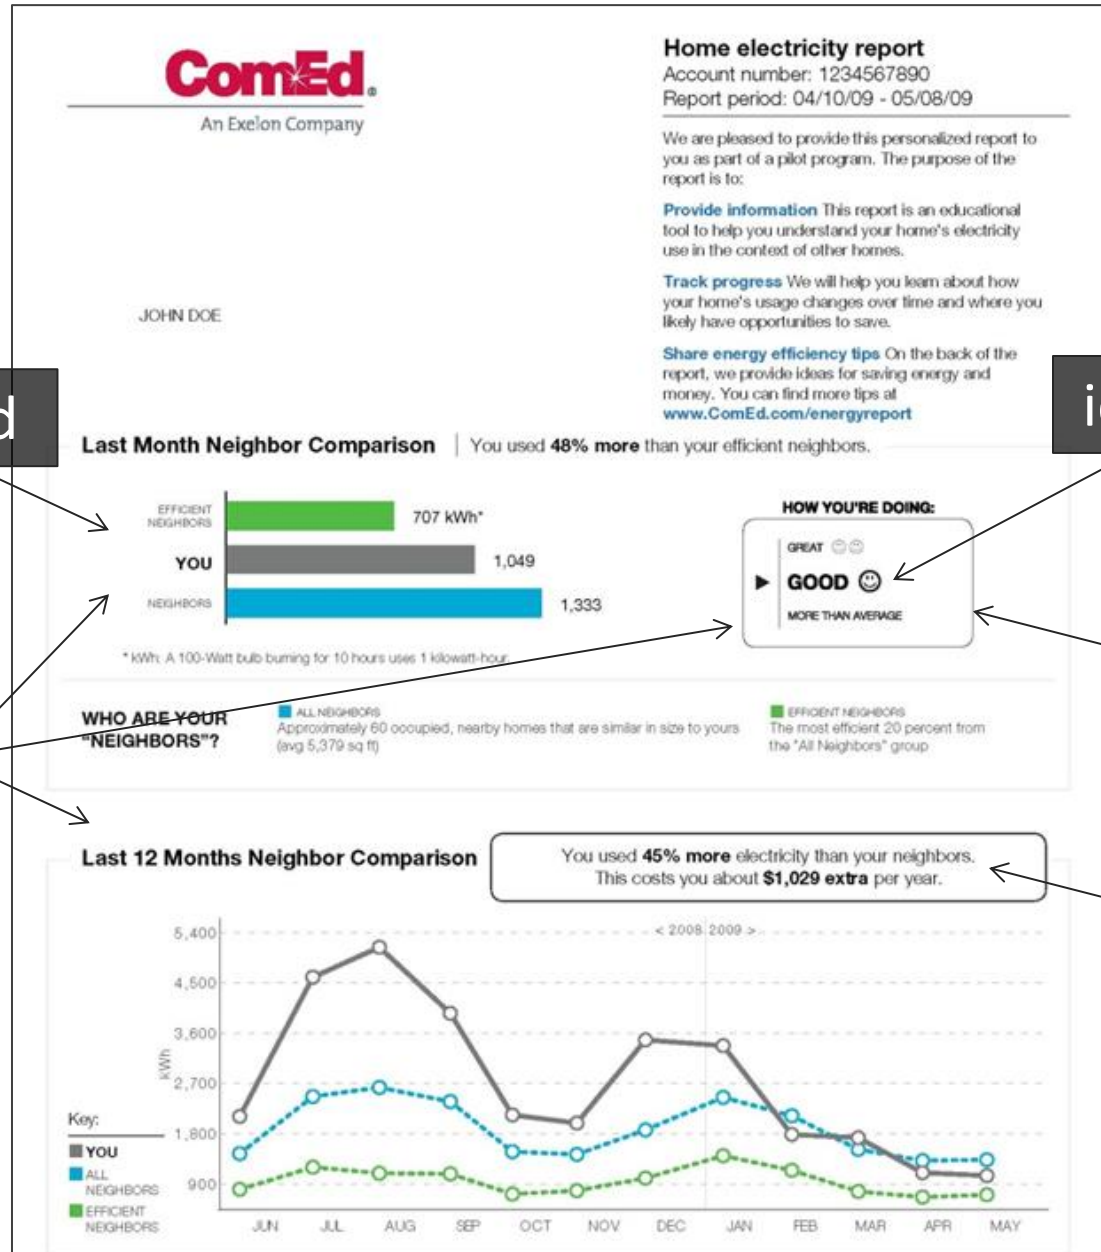 ComEd®
An Exelon Company
Home electricity report
Account number: 1234567890
Report period: 04/10/09 - 05/08/09
We are pleased to provide this personalized report to
you as part of a pilot program. The purpose of the
report is to:
Provide information This report is an educational
tool to help you understand your home's electricity
use in the context of other homes.
Track progress We will help you learn about how
your home's usage changes over time and where you
likely have opportunities to save.
Share energy efficiency tips On the back of the
report, we provide ideas for saving energy and
money. You can find more tips at
www.ComEd.com/energyreport
JOHN DOE
Last Month Neighbor Comparison | You used 48% more than your efficient neighbors.
EFFICIENT
NEIGHBORS
707 kWh*
YOU
1,049
NEIGHBORS
1,333
* kWh: A 100-Watt bulb burning for 10 hours uses 1 kilowatt-hour.
HOW YOU'RE DOING:
GREAT
GOOD
MORE THAN AVERAGE
WHO ARE YOUR
"NEIGHBORS"?
ALL NEIGHBORS
Approximately 60 occupied, nearby homes that are similar in size to yours
(avg 5,379 sq ft)
EFFICIENT NEIGHBORS
The most efficient 20 percent from
the "All Neighbors" group
Last 12 Months Neighbor Comparison
You used 45% more electricity than your neighbors.
This costs you about $1,029 extra per year.
< 2008 2009 >
5,400
4,500
3,600
2,700
1,800
900
kWh
Key:
YOU
ALL
NEIGHBORS
EFFICIENT
NEIGHBORS
JUN JUL AUG SEP OCT NOV DEC JAN FEB MAR APR MAY